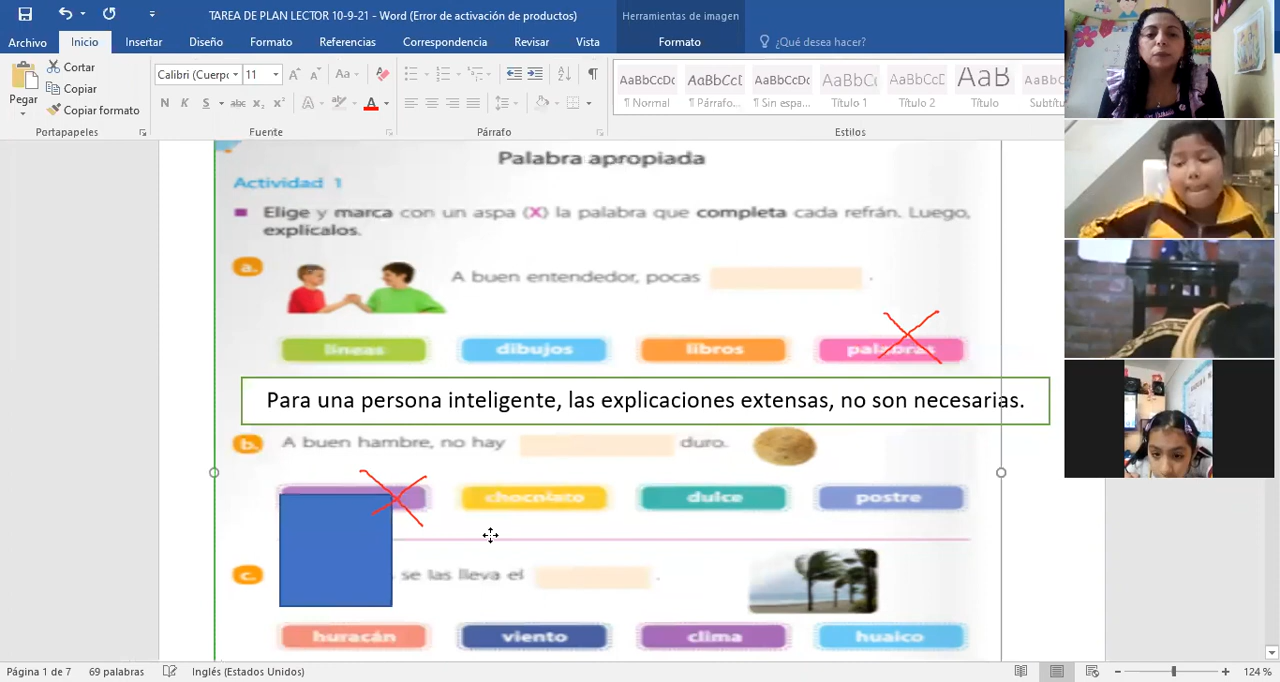 TAREA DE PLAN LECTOR 10-9-21 - Word (Error de activación de productos)
Herramientas de imagen
Archivo Inicio Insertar Diseño Formato Referencias Correspondencia Revisar Vista Formato ¿Qué desea hacer?
Pegar
Cortar
Copiar
Copiar formato
Portapapeles
Calibri (Cuerpo 11
Aa
N K S abc x₂ x²
Fuente
Párrafo
AaBbCcDc AaBbCcDc AaBbCcDc AaBbCcD AaBbCcD AaB
¶ Normal ¶ Párrafo... ¶ Sin espa... Título 1 Título 2 Título Subtítu
Estilos
Palabra apropiada
Actividad 1
Elige y marca con un aspa (X) la palabra que completa cada refrán. Luego,
explícalos.
a. A buen entendedor, pocas .
líneas dibujos libros palabras
Para una persona inteligente, las explicaciones extensas, no son necesarias.
b. A buen hambre, no hay duro.
chocolate dulce postre
c. se las lleva el .
huracán viento clima huaico
Página 1 de 7 69 palabras Inglés (Estados Unidos) 124 %